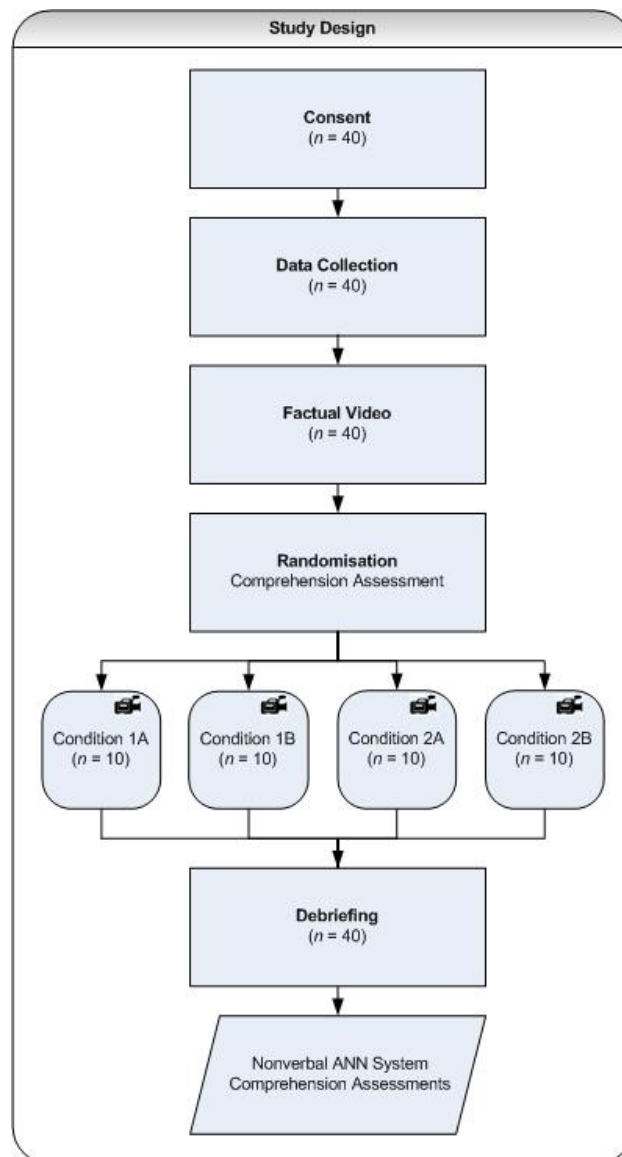 Study Design
Consent
(n = 40)
Data Collection
(n = 40)
Factual Video
(n = 40)
Randomisation
Comprehension Assessment
Condition 1A
(n = 10)
Condition 1B
(n = 10)
Condition 2A
(n = 10)
Condition 2B
(n = 10)
Debriefing
(n = 40)
Nonverbal ANN System
Comprehension Assessments